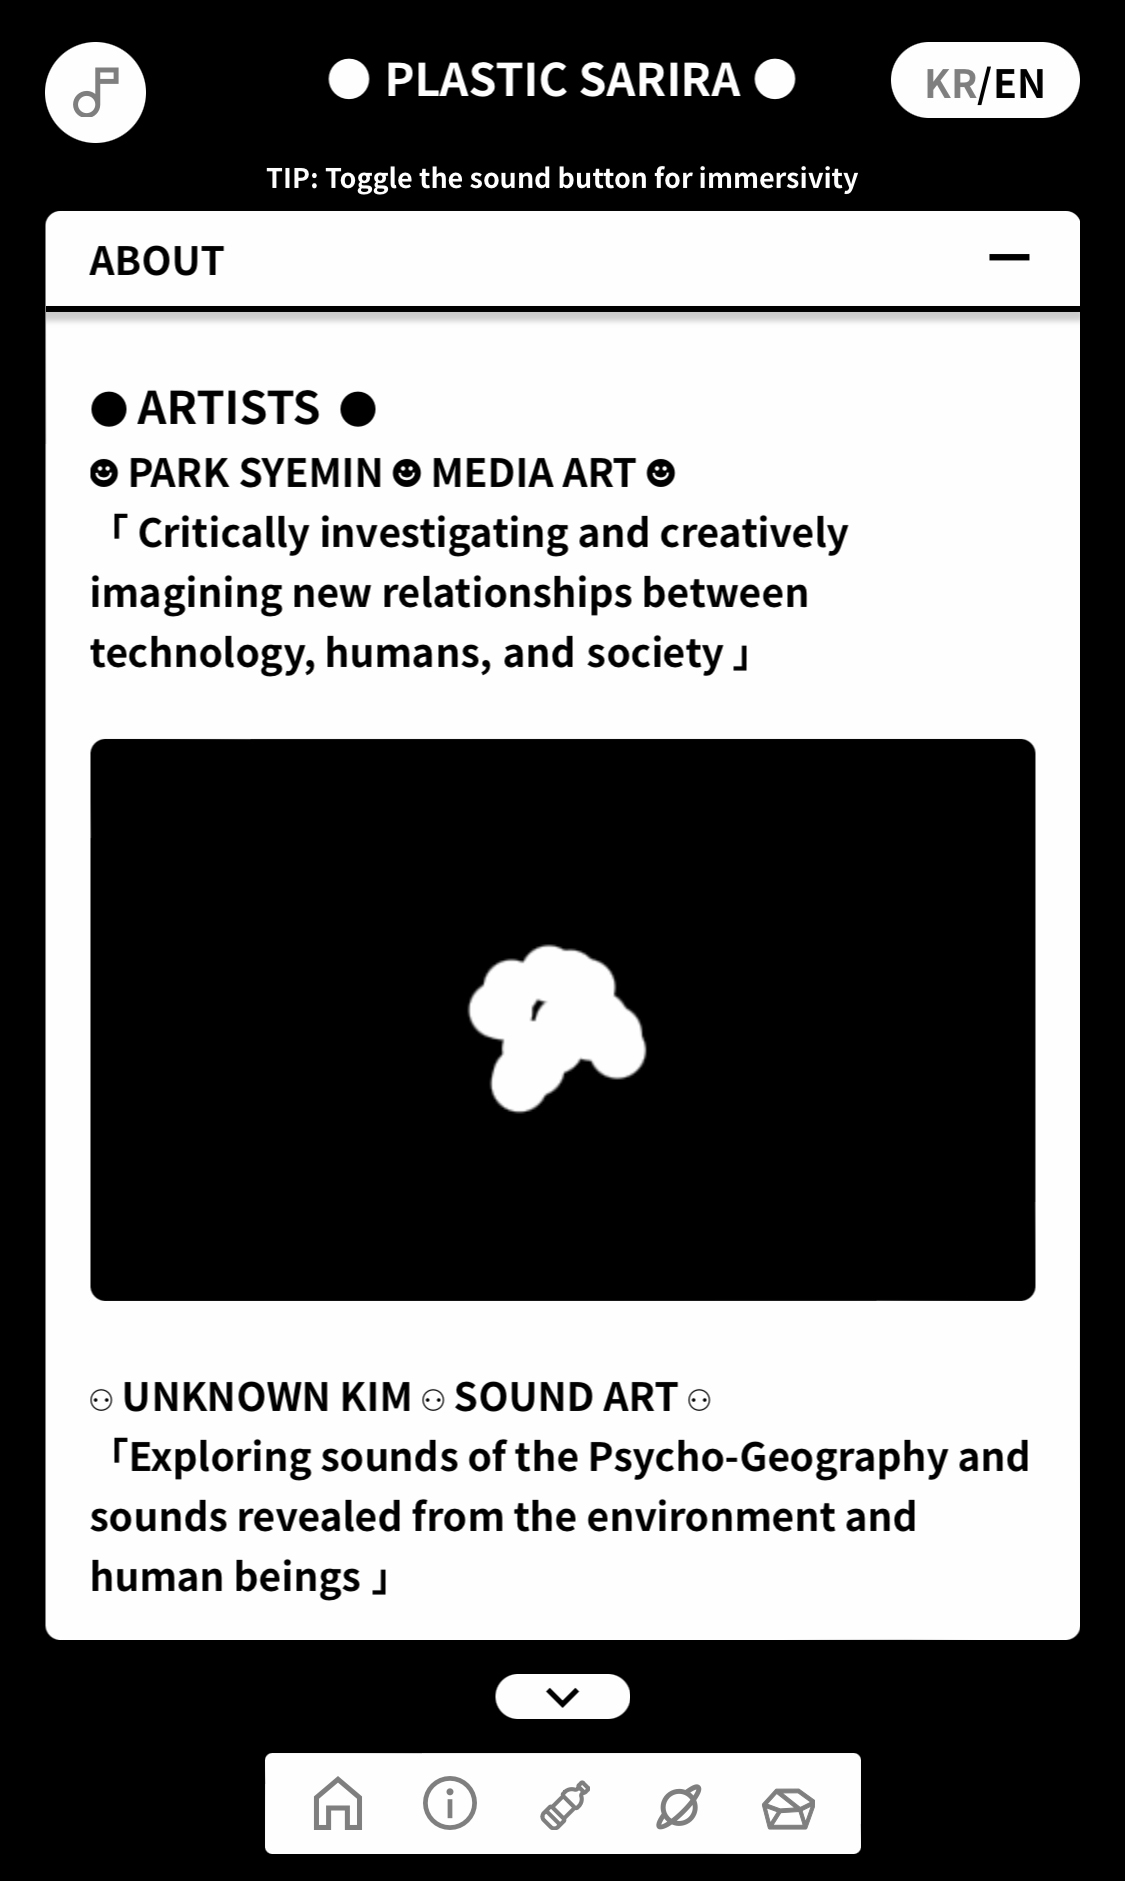 ● PLASTIC SARIRA ●
KR/EN
TIP: Toggle the sound button for immersivity
ABOUT
● ARTISTS ●
☻ PARK SYEMIN ☻ MEDIA ART ☻
「 Critically investigating and creatively
imagining new relationships between
technology, humans, and society 」
⚇ UNKNOWN KIM ⚇ SOUND ART ⚇
「Exploring sounds of the Psycho-Geography and
sounds revealed from the environment and
human beings 」